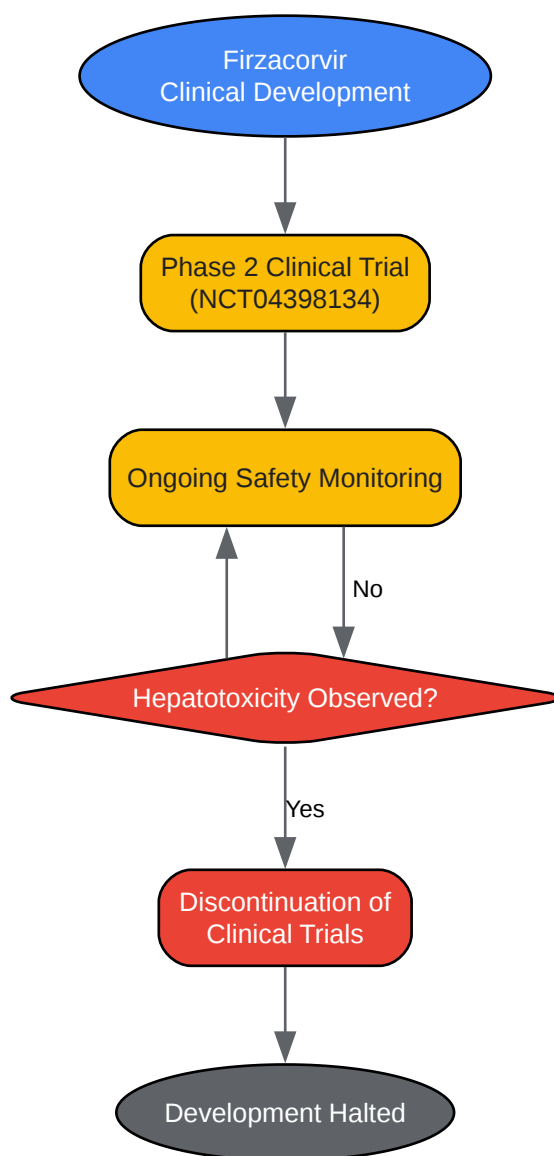 Firzacorvir
Clinical Development
Phase 2 Clinical Trial
(NCT04398134)
Ongoing Safety Monitoring
No
Hepatotoxicity Observed?
Yes
Discontinuation of
Clinical Trials
Development Halted